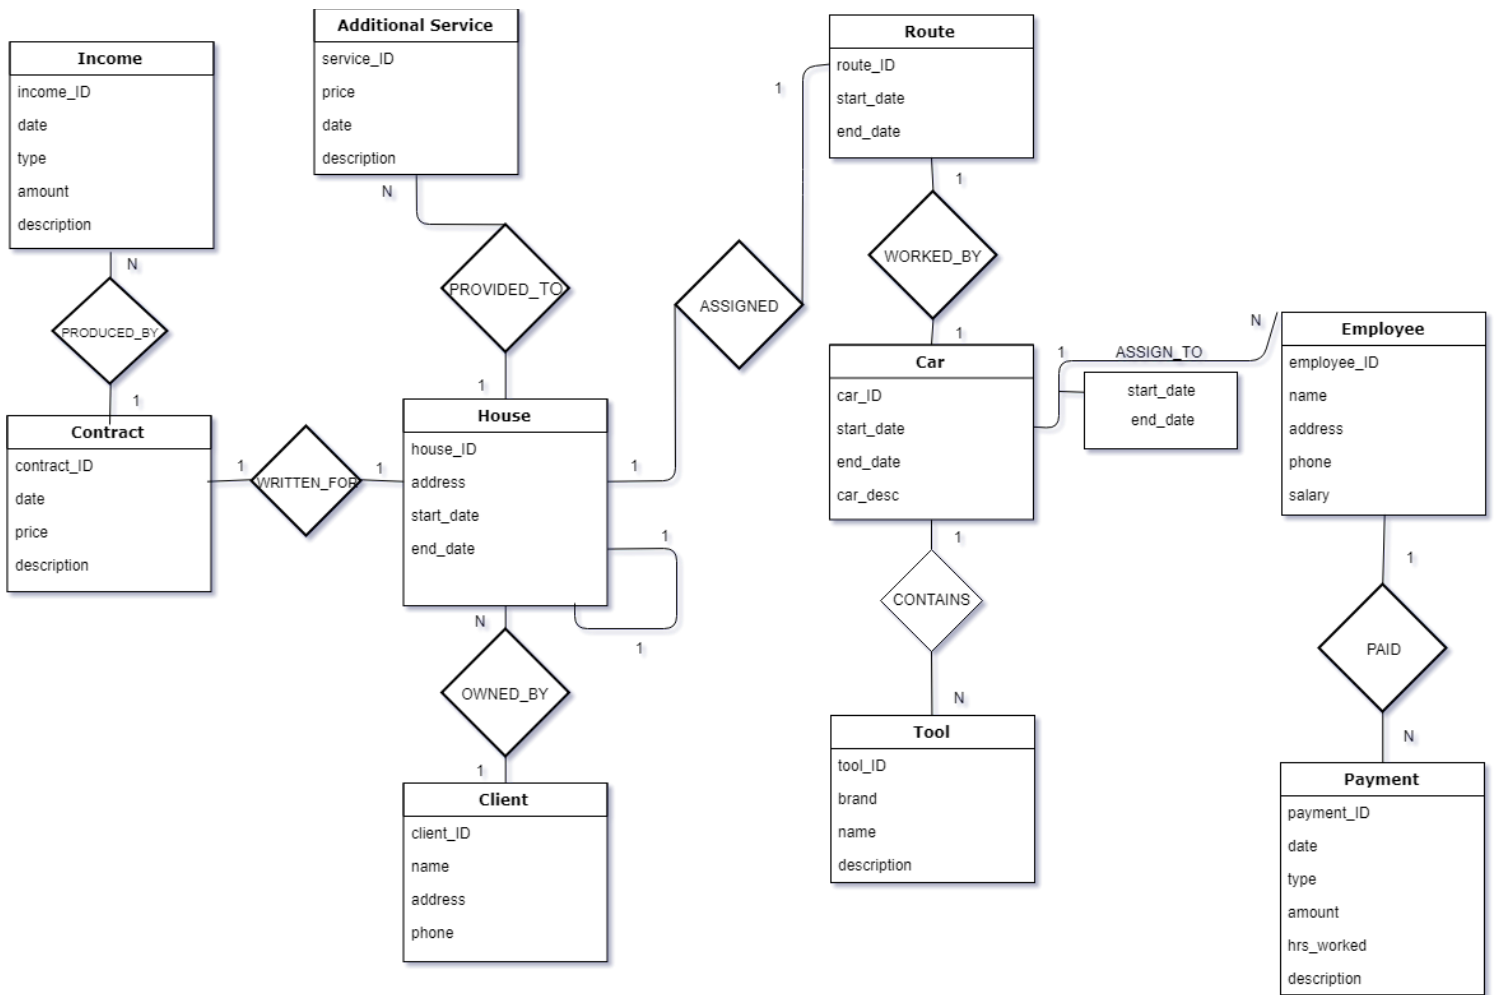 Income
income_ID
date
type
amount
description
N
PRODUCED_BY
1
Contract
contract_ID
date
price
description
1
WRITTEN_FOR
1
Additional Service
service_ID
price
date
description
N
PROVIDED_TO
1
House
house_ID
address
start_date
end_date
1
1
1
ASSIGNED
1
N
OWNED_BY
1
Client
client_ID
name
address
phone
Route
route_ID
start_date
end_date
1
WORKED_BY
1
Car
car_ID
start_date
end_date
car_desc
1
CONTAINS
N
Tool
tool_ID
brand
name
description
1
ASSIGN_TO
N
start_date
end_date
Employee
employee_ID
name
address
phone
salary
1
PAID
N
Payment
payment_ID
date
type
amount
hrs_worked
description